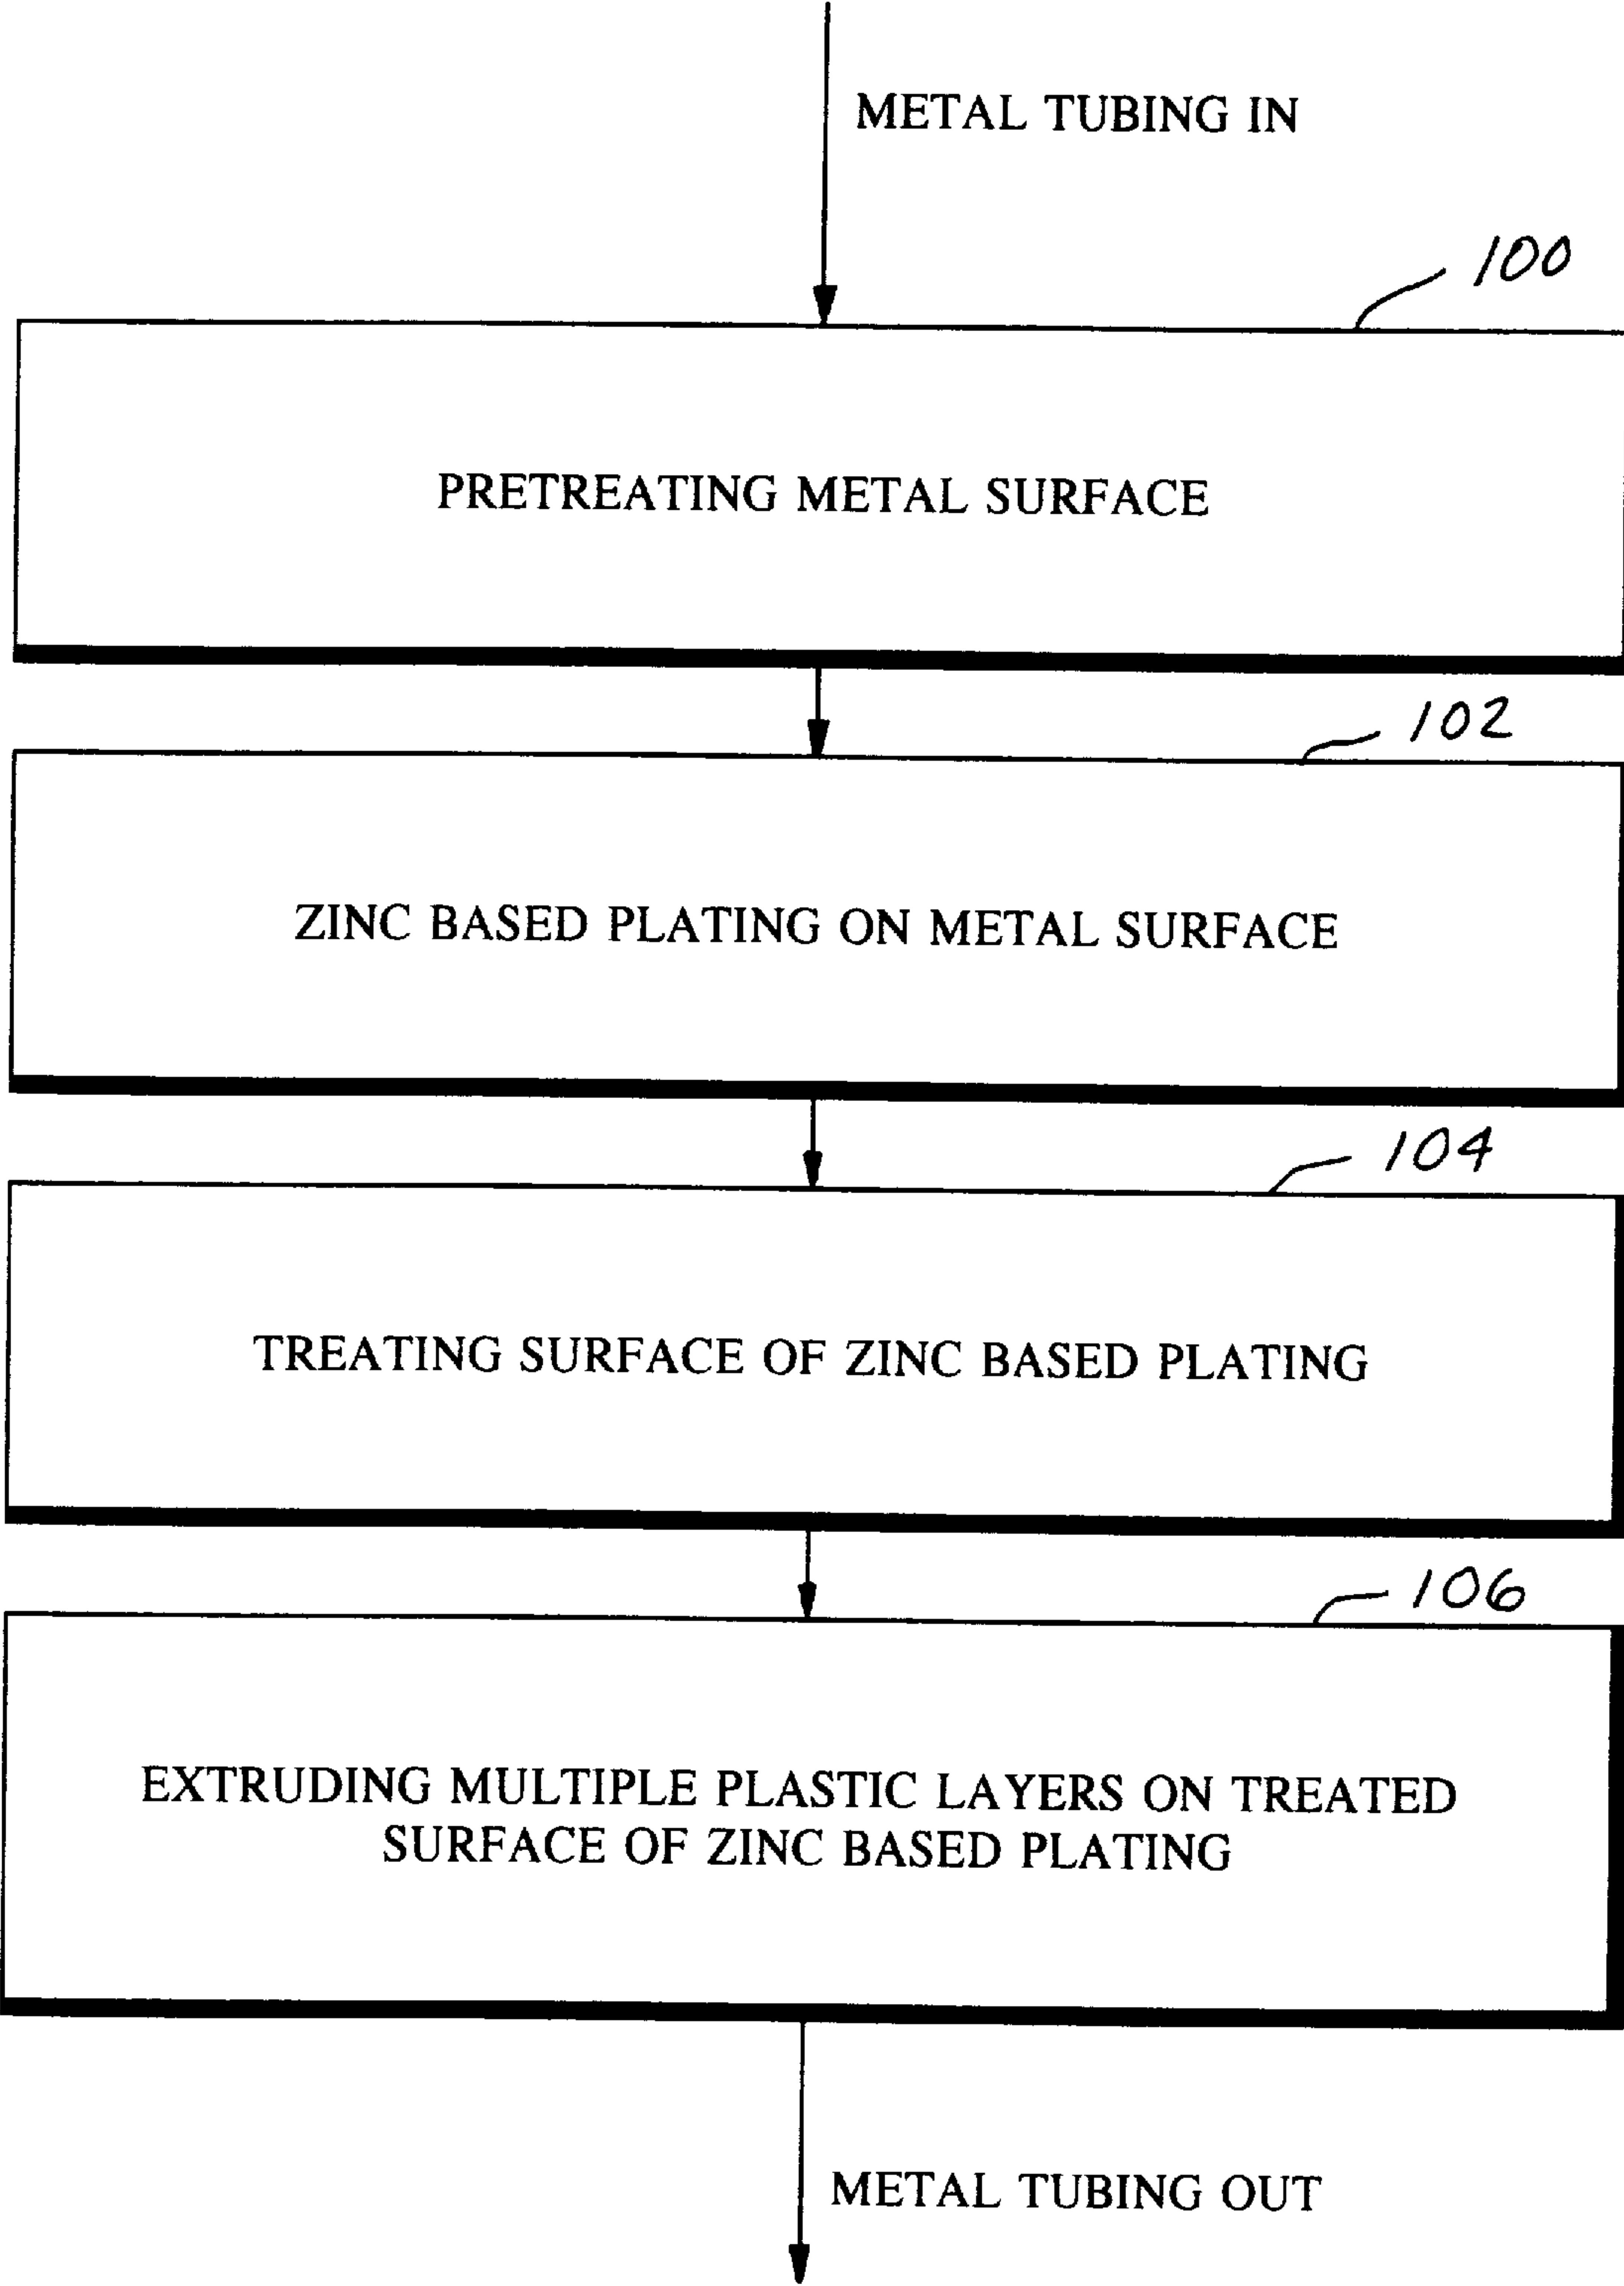 METAL TUBING IN
100
PRETREATING METAL SURFACE
102
ZINC BASED PLATING ON METAL SURFACE
104
TREATING SURFACE OF ZINC BASED PLATING
106
EXTRUDING MULTIPLE PLASTIC LAYERS ON TREATED
SURFACE OF ZINC BASED PLATING
METAL TUBING OUT